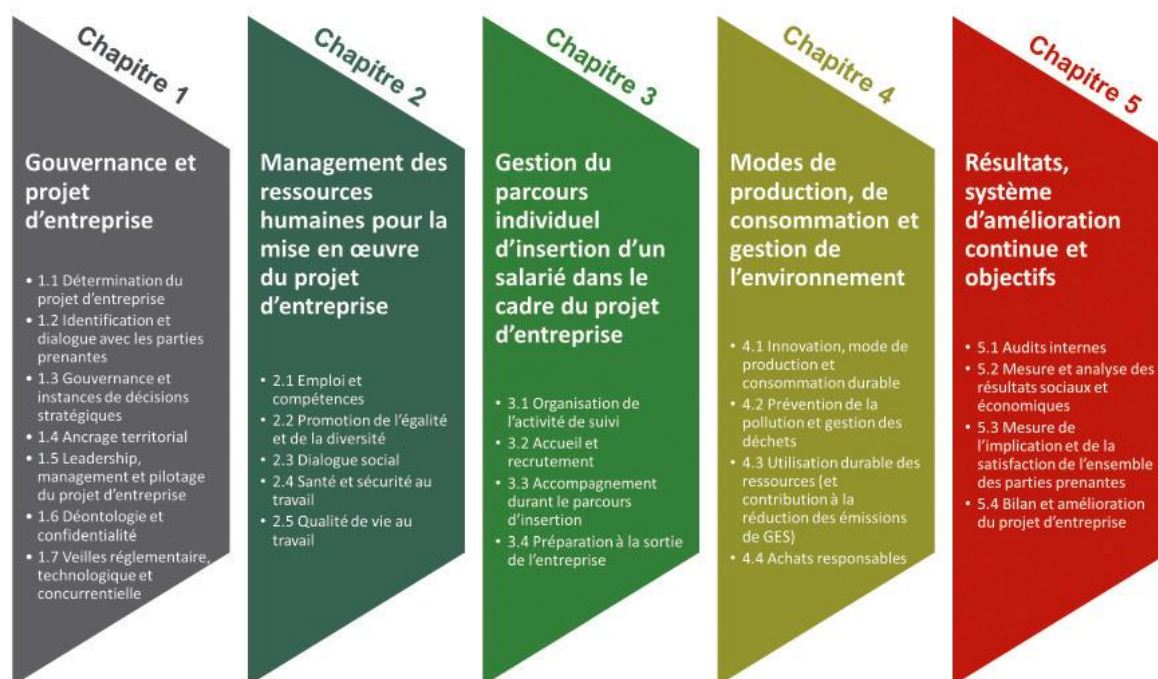 Chapitre 1
Gouvernance et
projet
d’entreprise
• 1.1 Détermination du
projet d’entreprise
• 1.2 Identification et
dialogue avec les parties
prenantes
• 1.3 Gouvernance et
instances de décisions
stratégiques
• 1.4 Ancrage territorial
• 1.5 Leadership,
management et pilotage
du projet d’entreprise
• 1.6 Déontologie et
confidentialité
• 1.7 Veilles réglementaire,
technologique et
concurrentielle
Chapitre 2
Management des
ressources
humaines pour la
mise en œuvre
du projet
d’entreprise
• 2.1 Emploi et
compétences
• 2.2 Promotion de l’égalité
et de la diversité
• 2.3 Dialogue social
• 2.4 Santé et sécurité au
travail
• 2.5 Qualité de vie au
travail
Chapitre 3
Gestion du
parcours
individuel
d’insertion d’un
salarié dans le
cadre du projet
d’entreprise
• 3.1 Organisation de
l’activité de suivi
• 3.2 Accueil et
recrutement
• 3.3 Accompagnement
durant le parcours
d’insertion
• 3.4 Préparation à la sortie
de l’entreprise
Chapitre 4
Modes de
production, de
consommation et
gestion de
l’environnement
• 4.1 Innovation, mode de
production et
consommation durable
• 4.2 Prévention de la
pollution et gestion des
déchets
• 4.3 Utilisation durable des
ressources (et
contribution à la
réduction des émissions
de GES)
• 4.4 Achats responsables
Chapitre 5
Résultats,
système
d’amélioration
continue et
objectifs
• 5.1 Audits internes
• 5.2 Mesure et analyse des
résultats sociaux et
économiques
• 5.3 Mesure de
l’implication et de la
satisfaction de l’ensemble
des parties prenantes
• 5.4 Bilan et amélioration
du projet d’entreprise